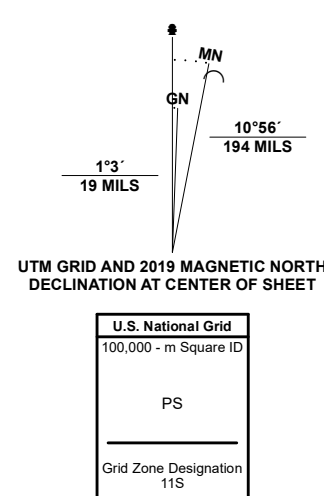 MN
GN
10°56´
194 MILS
1°3´
19 MILS
UTM GRID AND 2019 MAGNETIC NORTH
DECLINATION AT CENTER OF SHEET
U.S. National Grid
100,000 - m Square ID
PS
Grid Zone Designation
11S